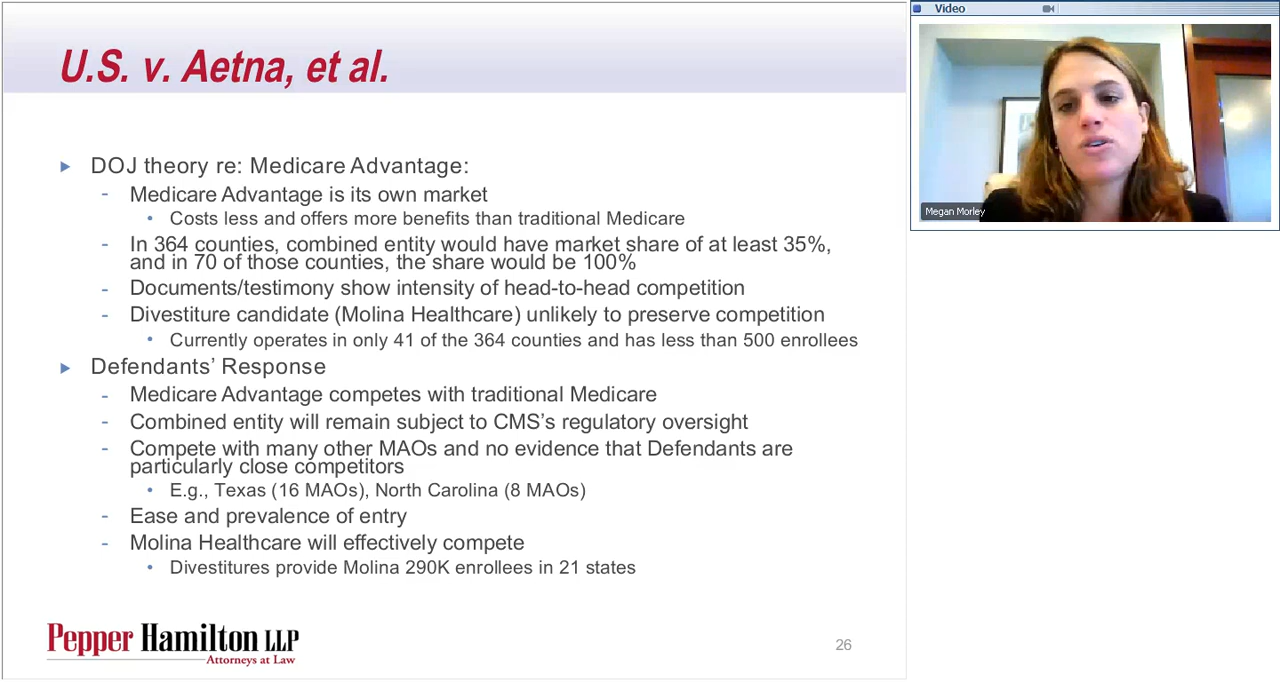 U.S. v. Aetna, et al.
DOJ theory re: Medicare Advantage:
- Medicare Advantage is its own market
• Costs less and offers more benefits than traditional Medicare
- In 364 counties, combined entity would have market share of at least 35%,
and in 70 of those counties, the share would be 100%
- Documents/testimony show intensity of head-to-head competition
- Divestiture candidate (Molina Healthcare) unlikely to preserve competition
• Currently operates in only 41 of the 364 counties and has less than 500 enrollees
Defendants' Response
- Medicare Advantage competes with traditional Medicare
- Combined entity will remain subject to CMS's regulatory oversight
- Compete with many other MAOs and no evidence that Defendants are
particularly close competitors
• E.g., Texas (16 MAOs), North Carolina (8 MAOs)
- Ease and prevalence of entry
- Molina Healthcare will effectively compete
• Divestitures provide Molina 290K enrollees in 21 states
Pepper Hamilton LLP
Attorneys at Law
26
Video
Megan Morley